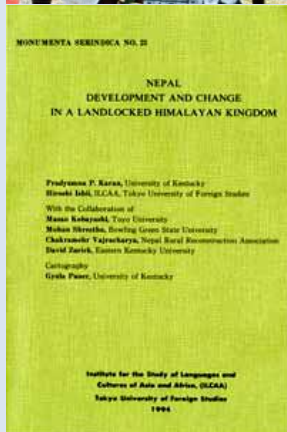 MONUMENTA SERINDICA NO. 25
NEPAL
DEVELOPMENT AND CHANGE
IN A LANDLOCKED HIMALAYAN KINGDOM
Pradyumna P. Karan, University of Kentucky
Hiroshi Ishii, ILCAA, Tokyo University of Foreign Studies
With the Collaboration of
Masao Kobayashi, Toyo University
Mohan Shrestha, Bowling Green State University
Chakramehr Vajracharya, Nepal Rural Reconstruction Association
David Zurick, Eastern Kentucky University
Cartography
Gyula Pauer, University of Kentucky
Institute for the Study of Languages and
Cultures of Asia and Africa, (ILCAA)
Tokyo University of Foreign Studies
1994